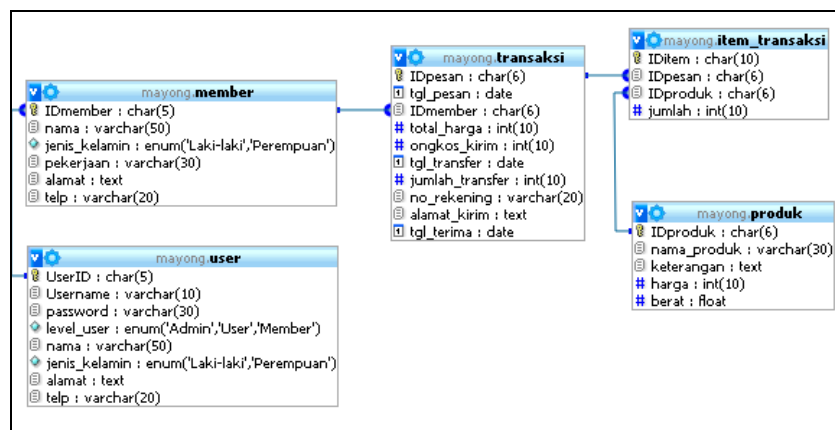 mayong.member
IDmember : char(5)
nama : varchar(50)
jenis_kelamin : enum('Laki-laki','Perempuan')
pekerjaan : varchar(30)
alamat : text
telp : varchar(20)
mayong.user
UserID : char(5)
Username : varchar(10)
password : varchar(30)
level_user : enum('Admin','User','Member')
nama : varchar(50)
jenis_kelamin : enum('Laki-laki','Perempuan')
alamat : text
telp : varchar(20)
mayong.transaksi
IDpesan : char(6)
tgl_pesan : date
IDmember : char(6)
total_harga : int(10)
ongkos_kirim : int(10)
tgl_transfer : date
jumlah_transfer : int(10)
no_rekening : varchar(20)
alamat_kirim : text
tgl_terima : date
mayong.item_transaksi
IDitem : char(10)
IDpesan : char(6)
IDproduk : char(6)
jumlah : int(10)
mayong.produk
IDproduk : char(6)
nama_produk : varchar(30)
keterangan : text
harga : int(10)
berat : float